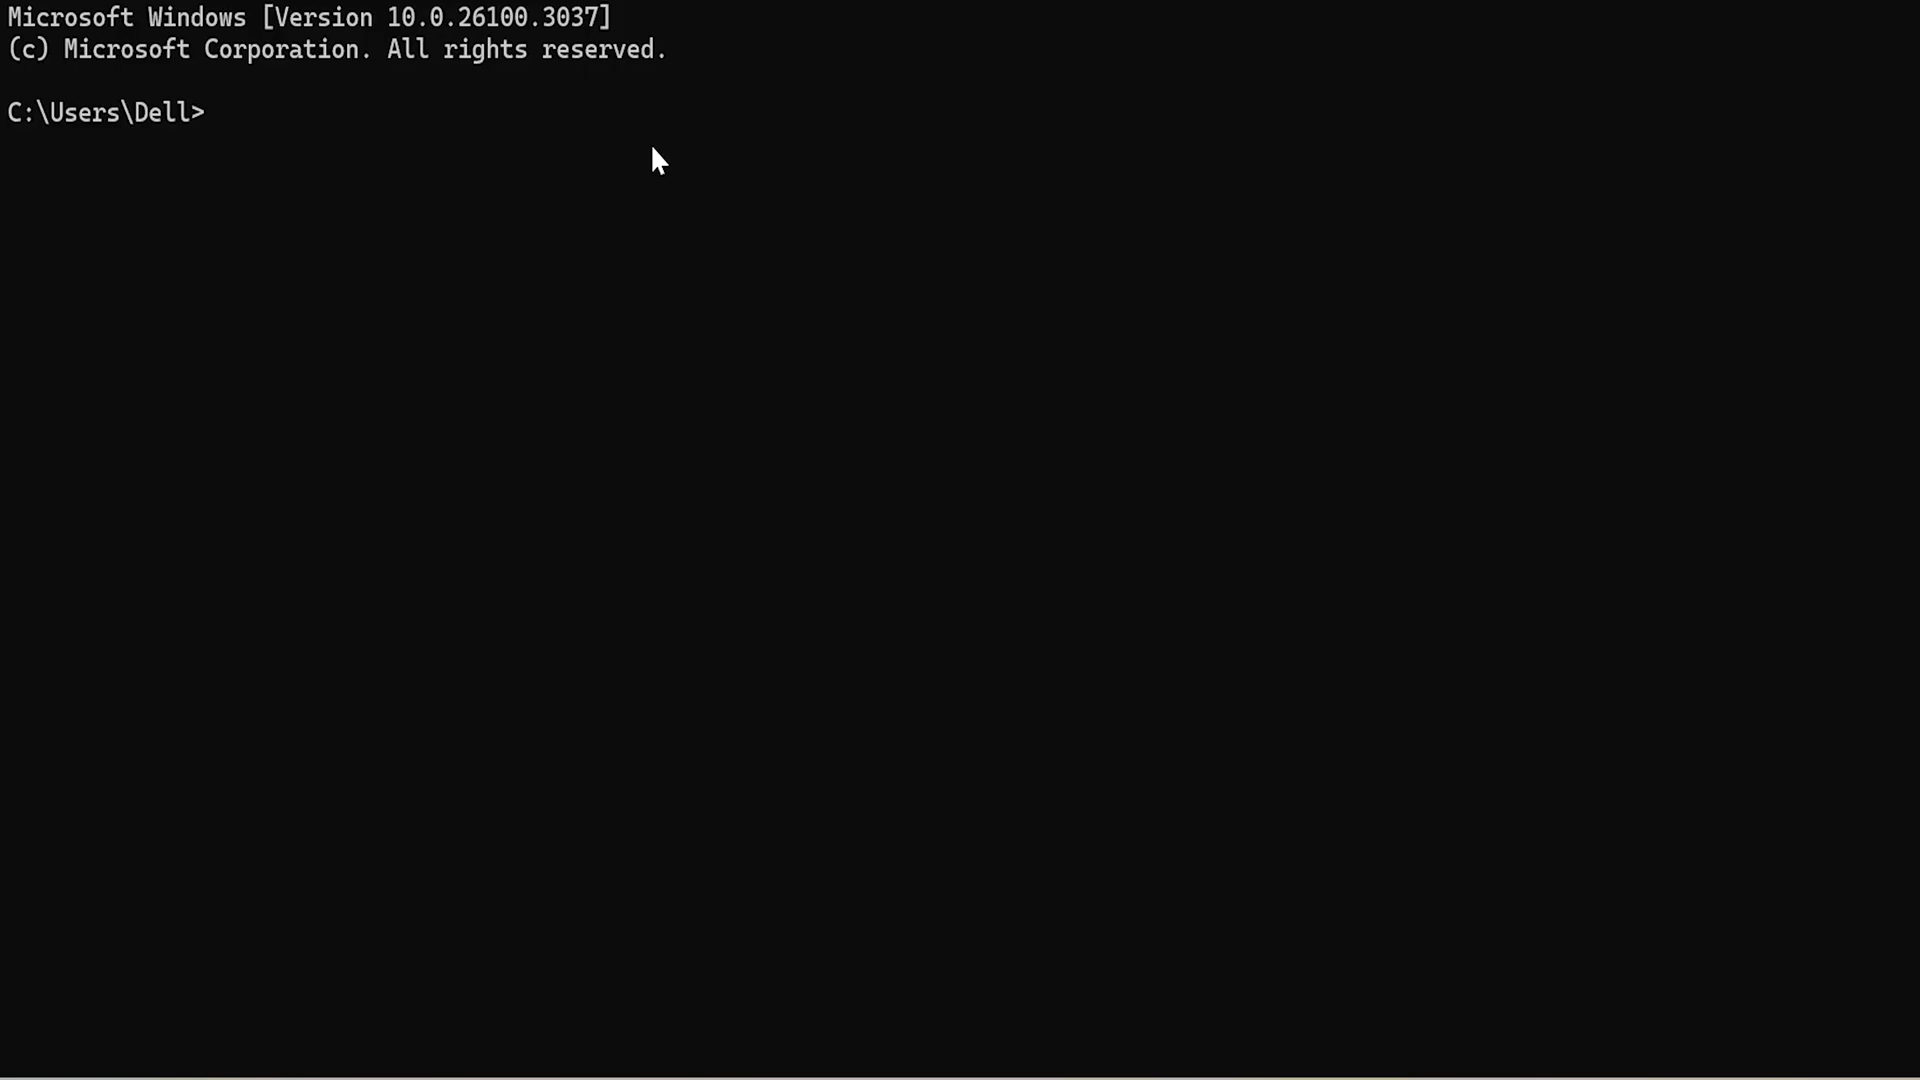 Microsoft Windows [Version 10.0.26100.3037]
(c) Microsoft Corporation. All rights reserved.
C:\Users\Dell>